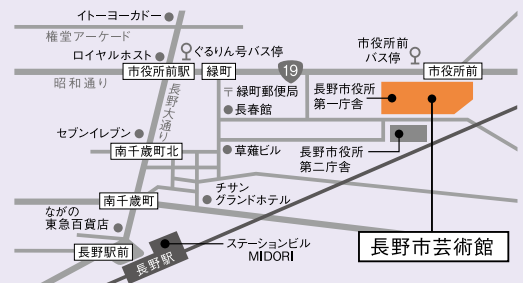 イトーヨーカドー
権堂アーケード
ロイヤルホスト
ぐるりん号バス停
市役所前
バス停
市役所前駅
緑町
19
市役所前
昭和通り
長野大通り
〒緑町郵便局
長春館
長野市役所
第一庁舎
セブンイレブン
南千歳町北
草薙ビル
長野市役所
第二庁舎
南千歳町
チサン
グランドホテル
ながの
東急百貨店
長野駅前
長野駅
ステーションビル
MIDORI
長野市芸術館